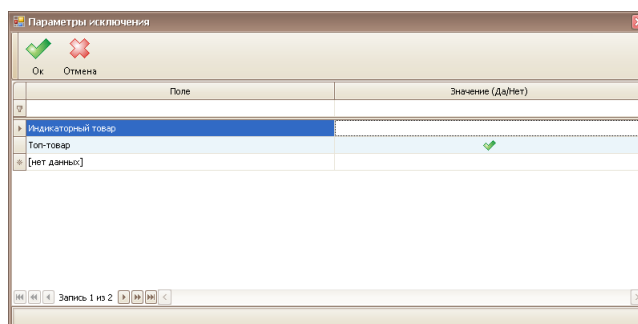 Параметры исключения
Ок Отмена
Поле Значение (Да/Нет)
Индикаторный товар
Топ-товар
[нет данных]
Запись 1 из 2